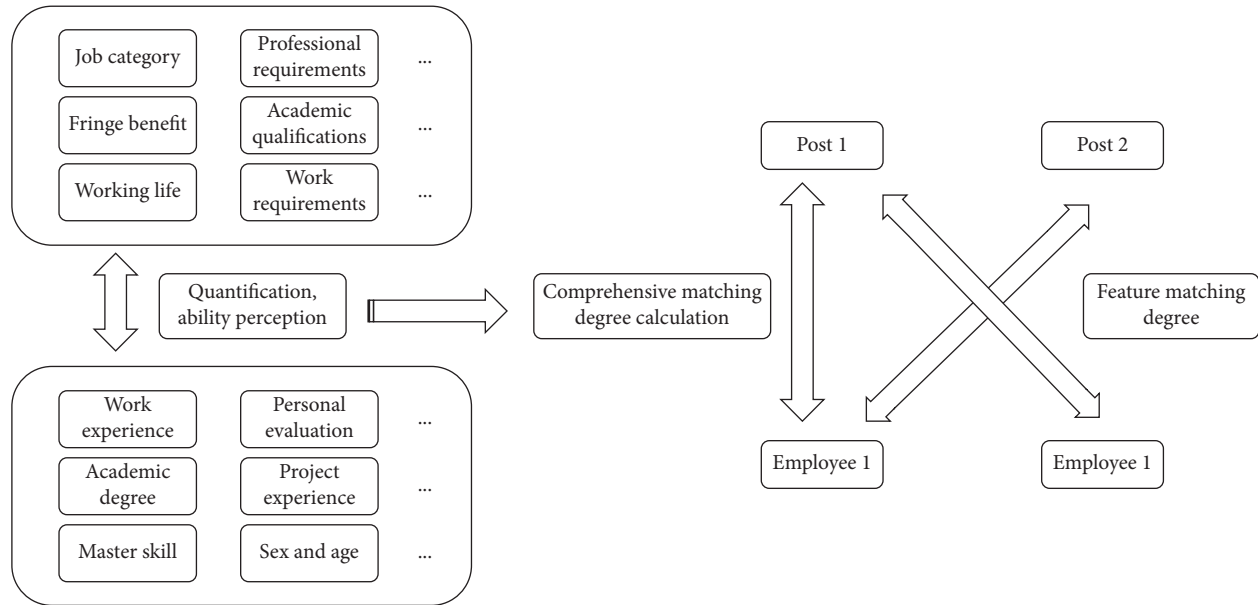 Job category
Professional
requirements
...
Fringe benefit
Academic
qualifications
...
Working life
Work
requirements
...
Quantification,
ability perception
Work
experience
Personal
evaluation
...
Academic
degree
Project
experience
...
Master skill
Sex and age
...
Post 1
Post 2
Comprehensive matching
degree calculation
Feature matching
degree
Employee 1
Employee 1